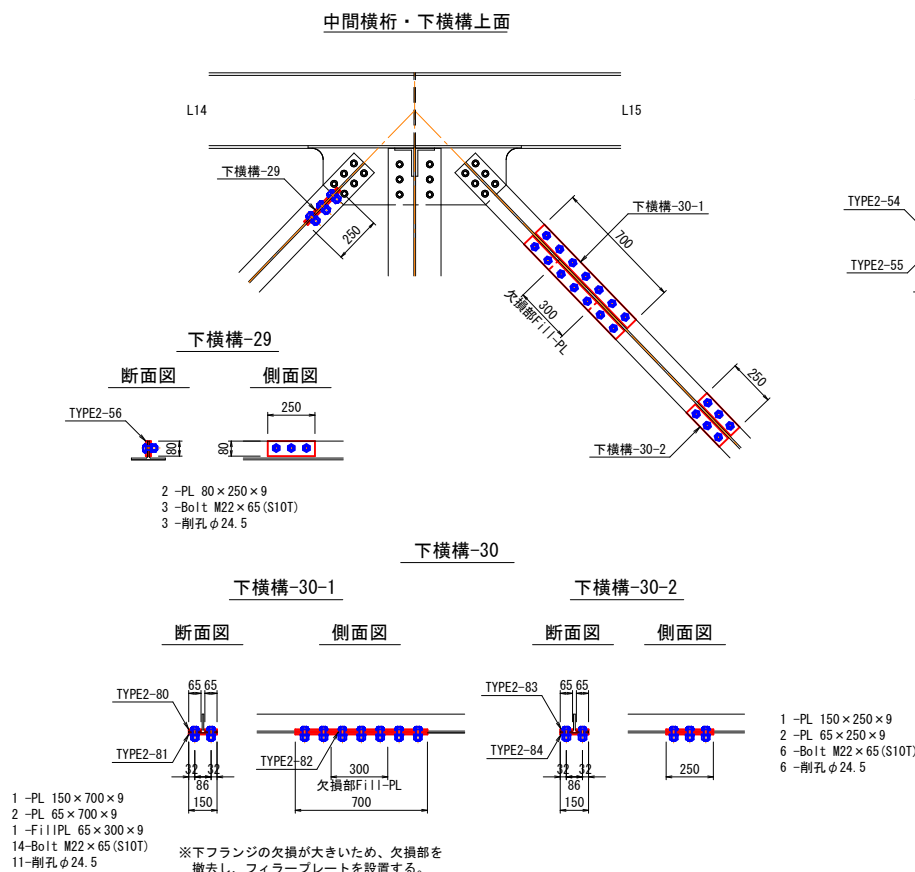 中間横桁・下横構上面
L14
L15
下横構-29
250
下横構-30-1
700
300
欠損部Fill-PL
250
下横構-30-2
TYPE2-54
TYPE2-55
下横構-29
断面図
側面図
TYPE2-56
80
250
80
2 -PL 80×250×9
3 -Bolt M22×65(S10T)
3 -削孔φ24.5
下横構-30
下横構-30-1
断面図
側面図
TYPE2-80
TYPE2-81
65 65
32 32
86
150
TYPE2-82
300
欠損部Fill-PL
700
1 -PL 150×700×9
2 -PL 65×700×9
1 -FillPL 65×300×9
14-Bolt M22×65(S10T)
11-削孔φ24.5
※下フランジの欠損が大きいため、欠損部を
撤去し、フィラープレートを設置する。
下横構-30-2
断面図
側面図
TYPE2-83
TYPE2-84
65 65
32 32
86
150
250
1 -PL 150×250×9
2 -PL 65×250×9
6 -Bolt M22×65(S10T)
6 -削孔φ24.5